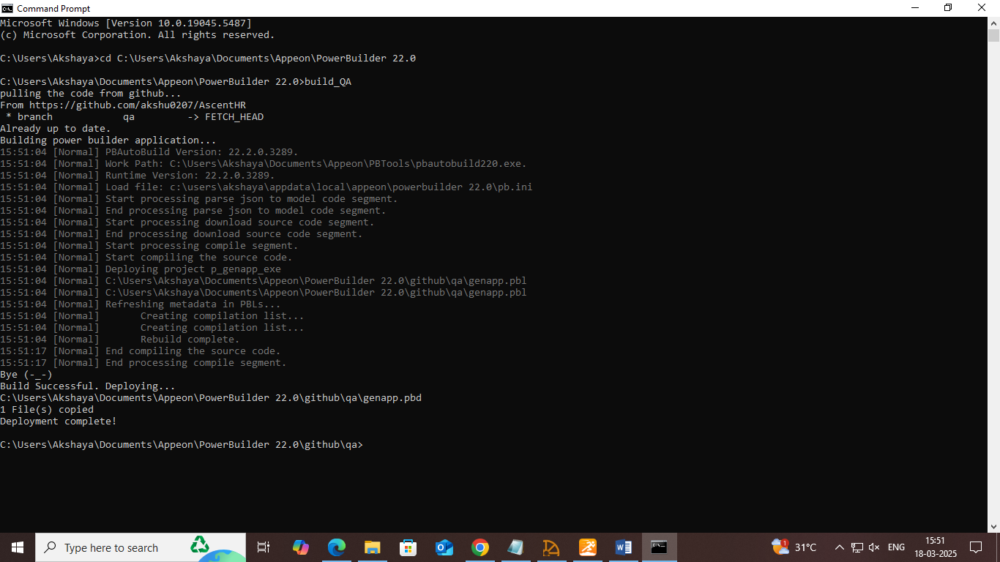 Command Prompt
Microsoft Windows [Version 10.0.19045.5487]
(c) Microsoft Corporation. All rights reserved.
C:\Users\Akshaya>cd C:\Users\Akshaya\Documents\Appeon\PowerBuilder 22.0
C:\Users\Akshaya\Documents\Appeon\PowerBuilder 22.0>build_QA
pulling the code from github...
From https://github.com/akshu0207/AscentHR
 * branch            qa         -> FETCH_HEAD
Already up to date.
Building power builder application...
15:51:04 [Normal] PBAutoBuild Version: 22.2.0.3289.
15:51:04 [Normal] Work Path: C:\Users\Akshaya\Documents\Appeon\PBTools\pbautobuild220.exe.
15:51:04 [Normal] Runtime Version: 22.2.0.3289.
15:51:04 [Normal] Load file: c:\users\akshaya\appdata\local\appeon\powerbuilder 22.0\pb.ini
15:51:04 [Normal] Start processing parse json to model code segment.
15:51:04 [Normal] End processing parse json to model code segment.
15:51:04 [Normal] Start processing download source code segment.
15:51:04 [Normal] End processing download source code segment.
15:51:04 [Normal] Start processing compile segment.
15:51:04 [Normal] Start compiling the source code.
15:51:04 [Normal] Deploying project p_genapp_exe
15:51:04 [Normal] C:\Users\Akshaya\Documents\Appeon\PowerBuilder 22.0\github\qa\genapp.pbl
15:51:04 [Normal] C:\Users\Akshaya\Documents\Appeon\PowerBuilder 22.0\github\qa\genapp.pbl
15:51:04 [Normal] Refreshing metadata in PBLs...
15:51:04 [Normal]       Creating compilation list...
15:51:04 [Normal]       Creating compilation list...
15:51:04 [Normal]       Rebuild complete.
15:51:17 [Normal] End compiling the source code.
15:51:17 [Normal] End processing compile segment.
Bye (-_-)
Build Successful. Deploying...
C:\Users\Akshaya\Documents\Appeon\PowerBuilder 22.0\github\qa\genapp.pbd
1 File(s) copied
Deployment complete!
C:\Users\Akshaya\Documents\Appeon\PowerBuilder 22.0\github\qa>
Type here to search
1
31°C
ENG
15:51
18-03-2025